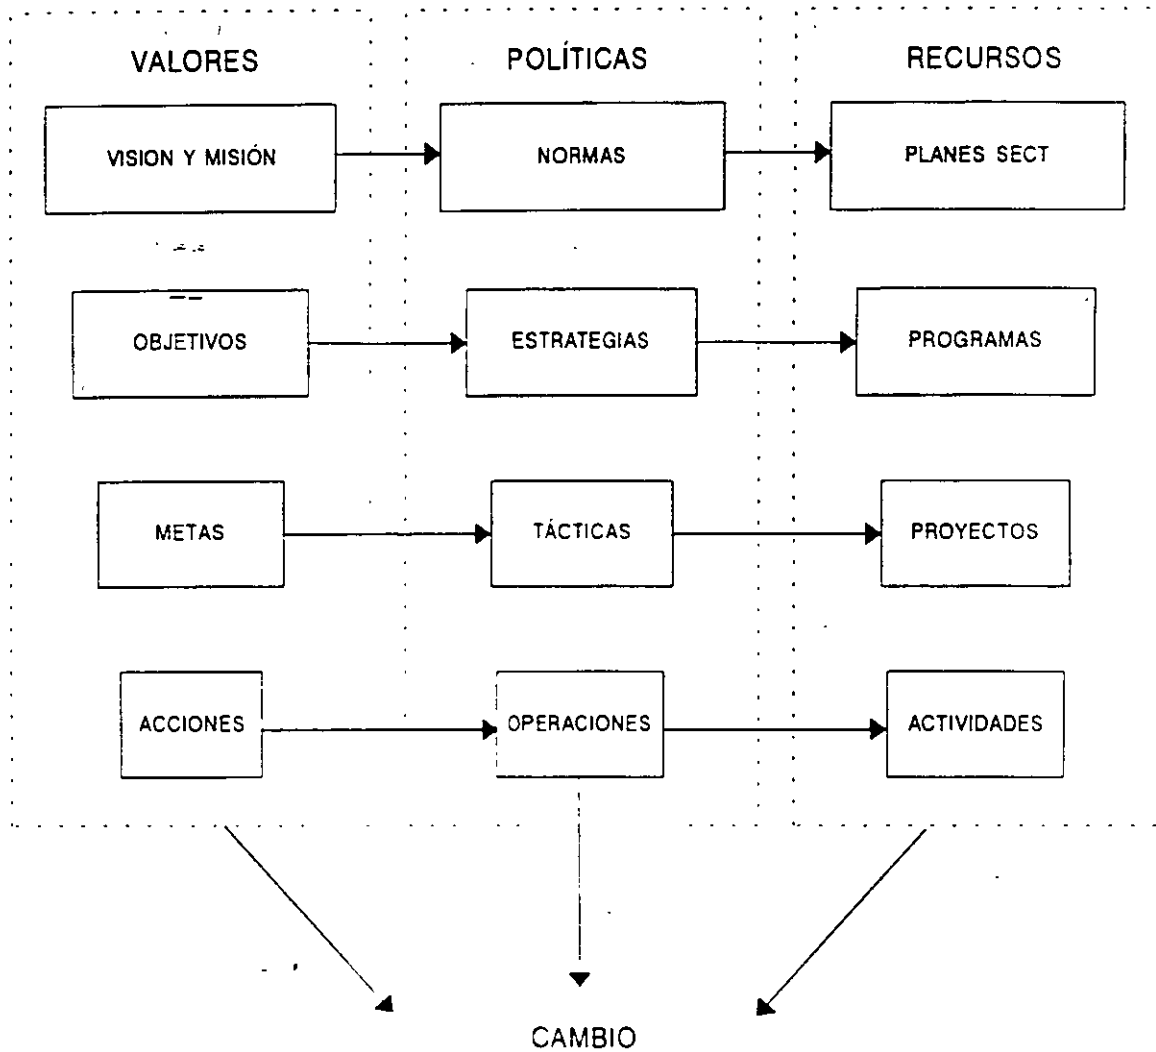 VALORES
POLÍTICAS
RECURSOS
VISION Y MISIÓN
NORMAS
PLANES SECT
OBJETIVOS
ESTRATEGIAS
PROGRAMAS
METAS
TÁCTICAS
PROYECTOS
ACCIONES
OPERACIONES
ACTIVIDADES
CAMBIO